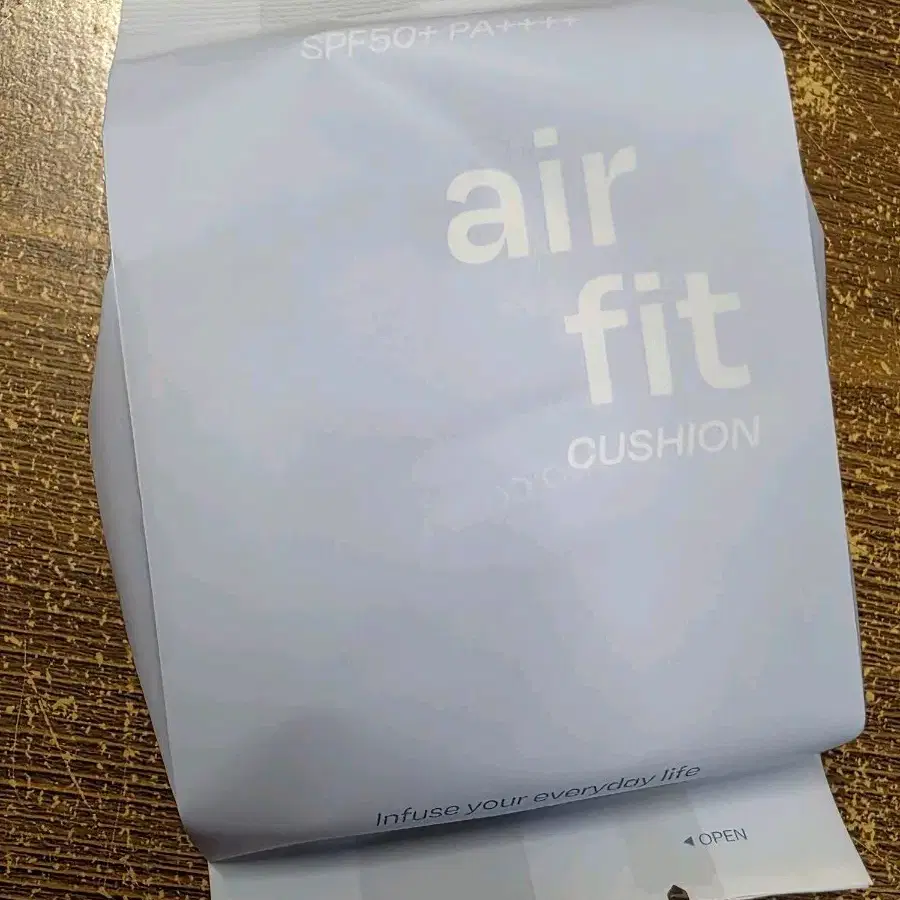 SPF50+ PA++++
air
fit
CUSHION
Infuse your everyday life
◀ OPEN